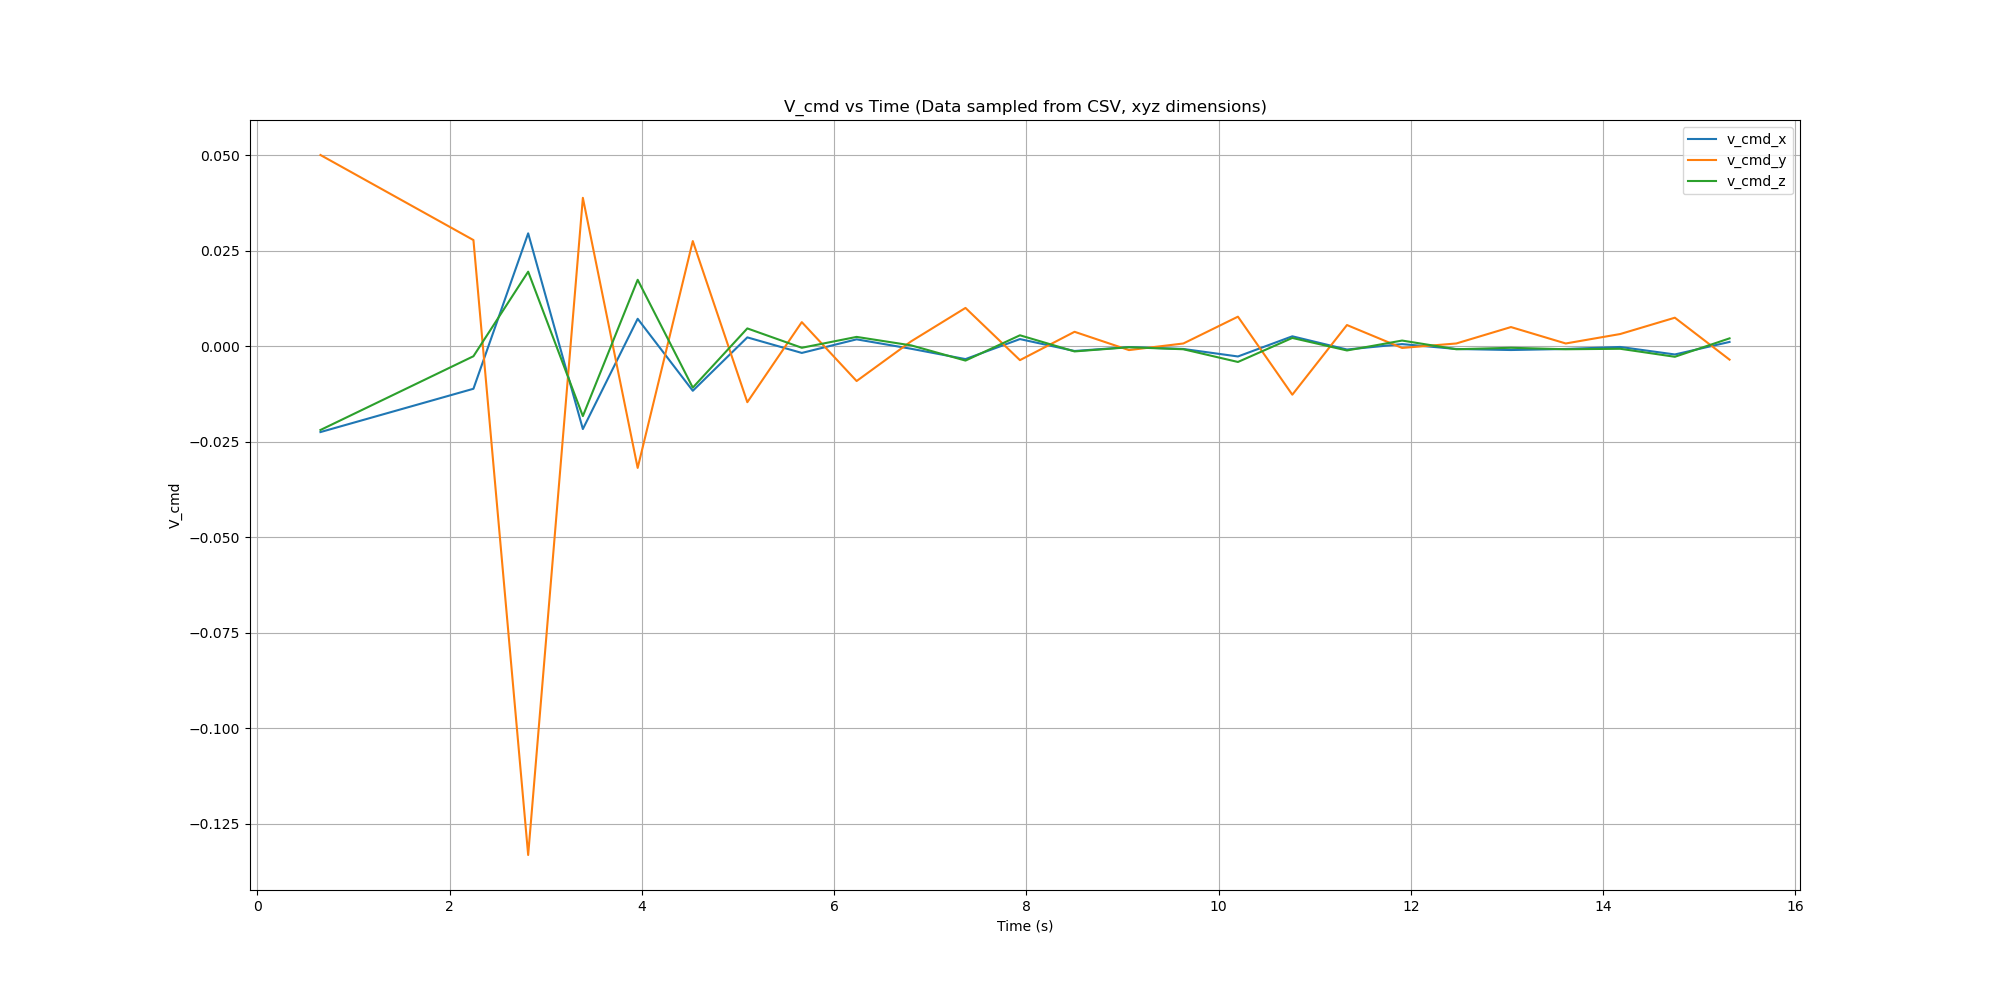 V_cmd vs Time (Data sampled from CSV, xyz dimensions)
v_cmd_x
v_cmd_y
v_cmd_z
0.050
0.025
0.000
−0.025
−0.050
−0.075
−0.100
−0.125
V_cmd
0 2 4 6 8 10 12 14 16
Time (s)